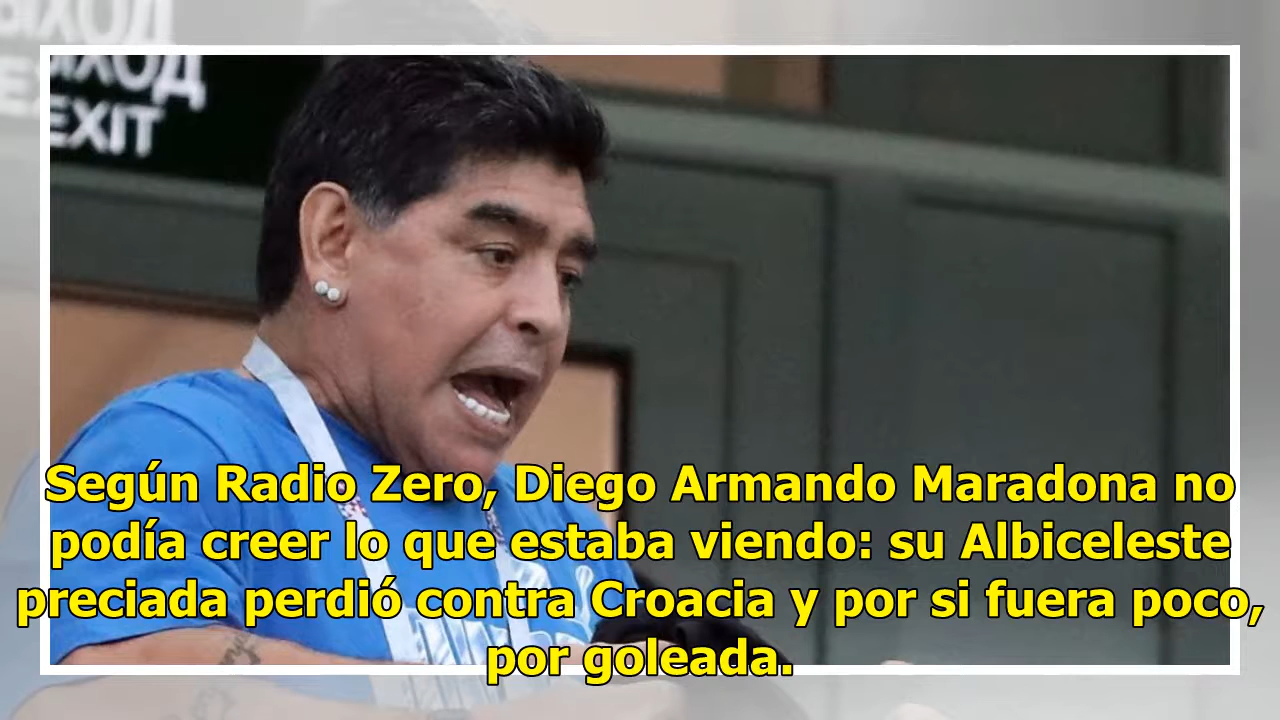 ВЫХОД
EXIT
Según Radio Zero, Diego Armando Maradona no
podía creer lo que estaba viendo: su Albiceleste
preciada perdió contra Croacia y por si fuera poco,
por goleada.